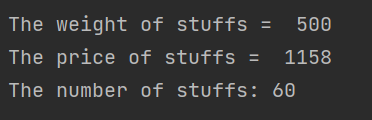 The weight of stuffs =  500
The price of stuffs =  1158
The number of stuffs: 60